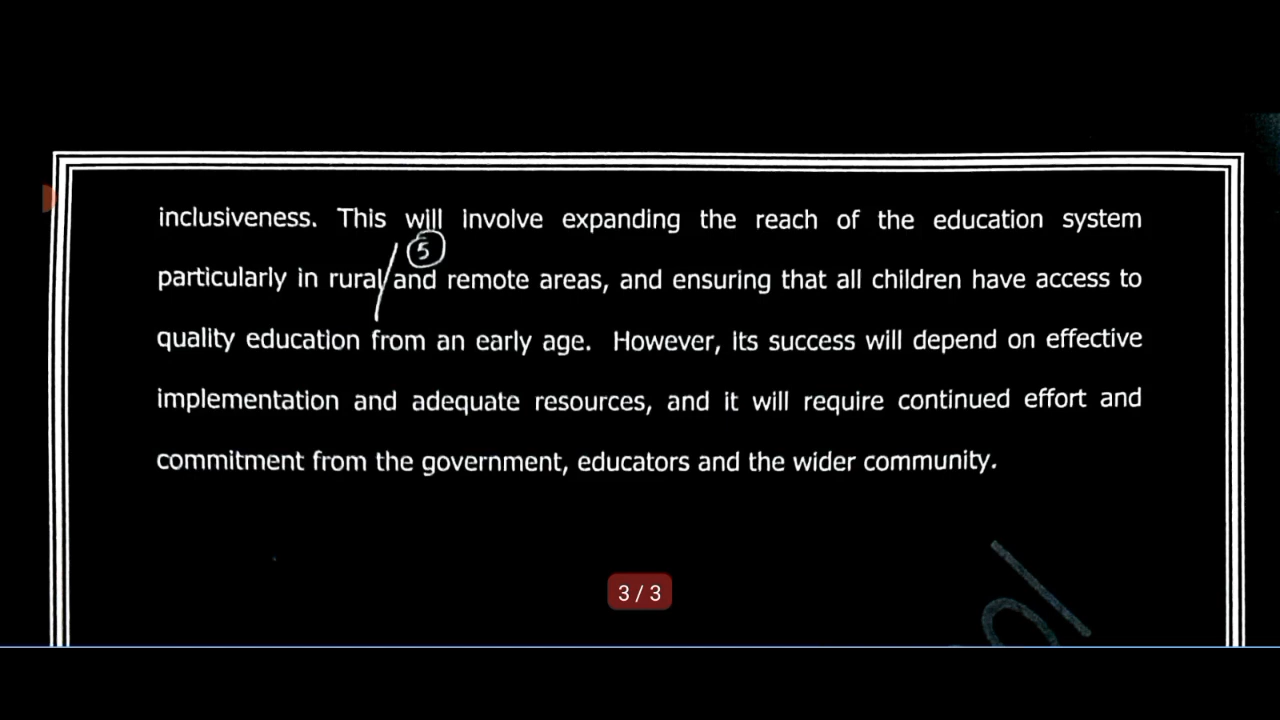 inclusiveness. This will involve expanding the reach of the education system
5
particularly in rural/and remote areas, and ensuring that all children have access to
quality education from an early age. However, its success will depend on effective
implementation and adequate resources, and it will require continued effort and
commitment from the government, educators and the wider community.
3 / 3